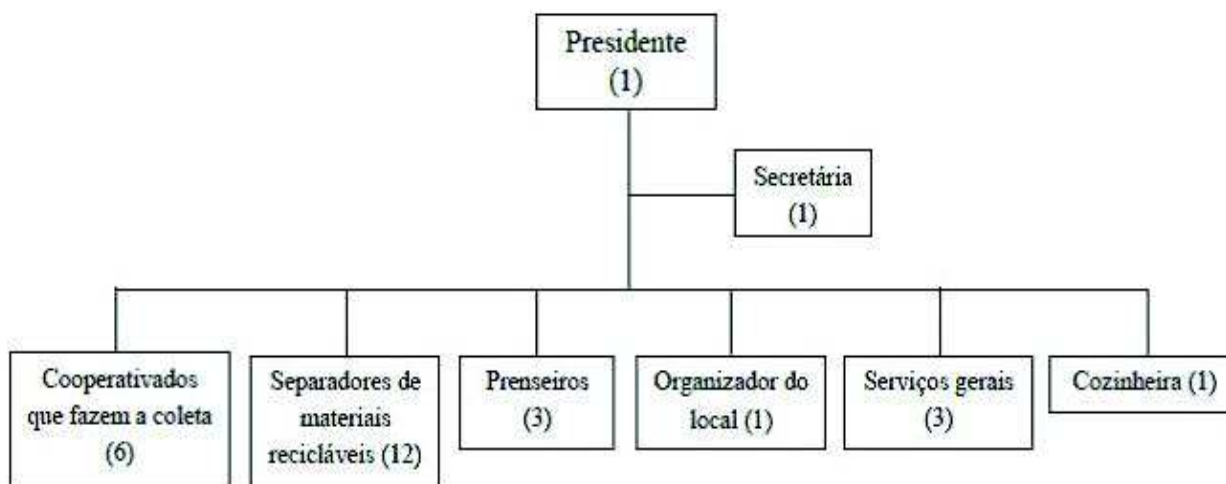 Presidente
(1)
Secretária
(1)
Cooperativados
que fazem a coleta
(6)
Separadores de
materiais
recicláveis (12)
Prenseiros
(3)
Organizador do
local (1)
Serviços gerais
(3)
Cozinheira (1)